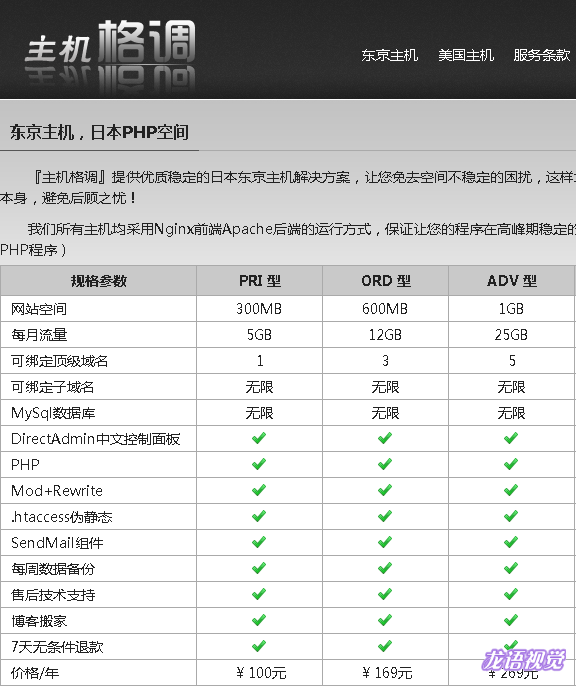 主机格调
东京主机 美国主机 服务条款
东京主机，日本PHP空间
『主机格调』提供优质稳定的日本东京主机解决方案，让您免去空间不稳定的困扰，这样
本身，避免后顾之忧！
我们所有主机均采用Nginx前端Apache后端的运行方式，保证让您的程序在高峰期稳定的
PHP程序）
规格参数 PRI 型 ORD 型 ADV 型
网站空间 300MB 600MB 1GB
每月流量 5GB 12GB 25GB
可绑定顶级域名 1 3 5
可绑定子域名 无限 无限 无限
MySql数据库 无限 无限 无限
DirectAdmin中文控制面板
PHP
Mod+Rewrite
.htaccess伪静态
SendMail组件
每周数据备份
售后技术支持
博客搬家
7天无条件退款
价格/年 ¥ 100元 ¥ 169元 ¥ 269元
龙语视觉